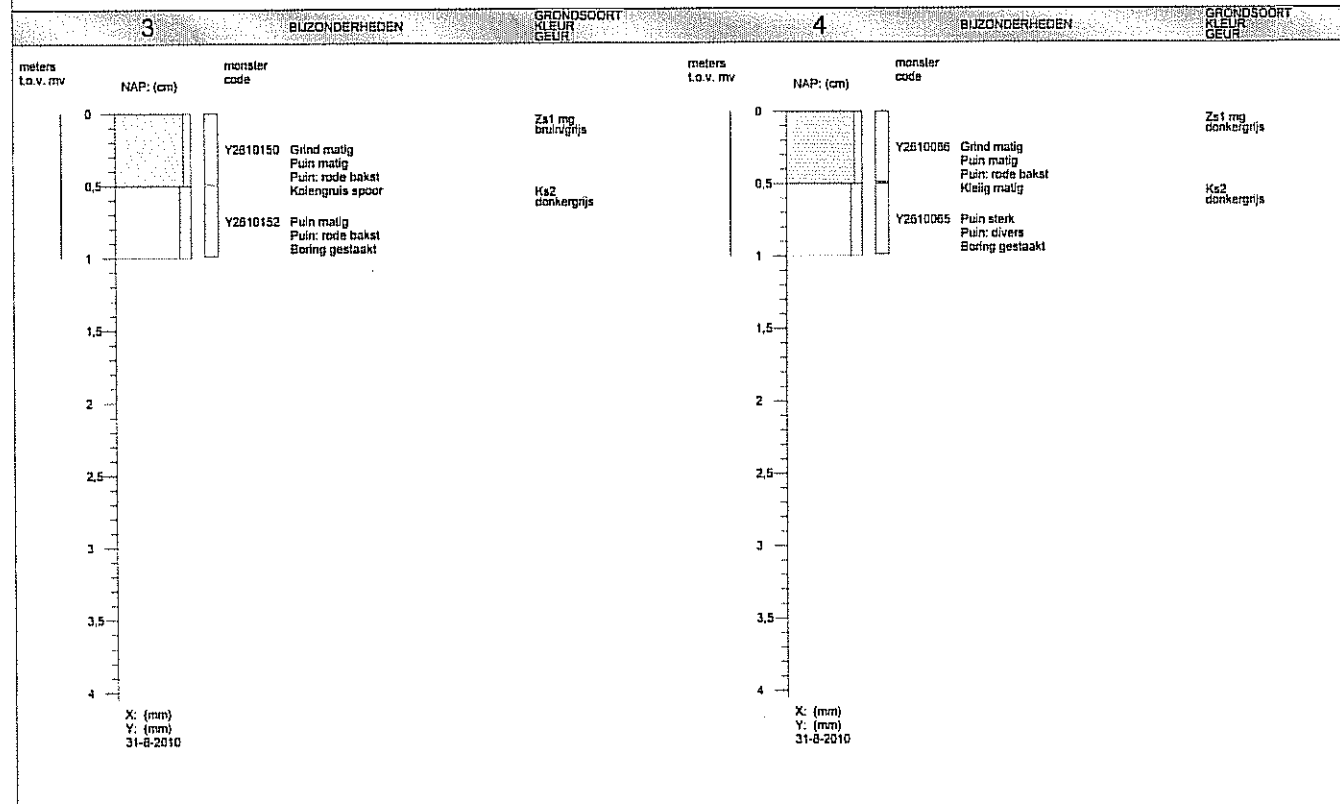 3 BIJZONDERHEDEN GRONDSOORT
KLEUR
GEUR
meters
t.o.v. mv
NAP: (cm)
monster
code
0
Zs1 mg
bruin/grijs
Y2610150 Grind matig
Puin matig
Puin: rode bakst
0,5 Kolengruis spoor
Ks2
donkergrijs
Y2610152 Puin matig
Puin: rode bakst
1 Boring gestaakt
1,5
2
2,5
3
3,5
4
X: (mm)
Y: (mm)
31-8-2010
4 BIJZONDERHEDEN GRONDSOORT
KLEUR
GEUR
meters
t.o.v. mv
NAP: (cm)
monster
code
0
Zs1 mg
donkergrijs
Y2610066 Grind matig
Puin matig
Puin: rode bakst
0,5 Kleiig matig
Ks2
donkergrijs
Y2610065 Puin sterk
Puin: divers
Boring gestaakt
1
1,5
2
2,5
3
3,5
4
X: (mm)
Y: (mm)
31-8-2010